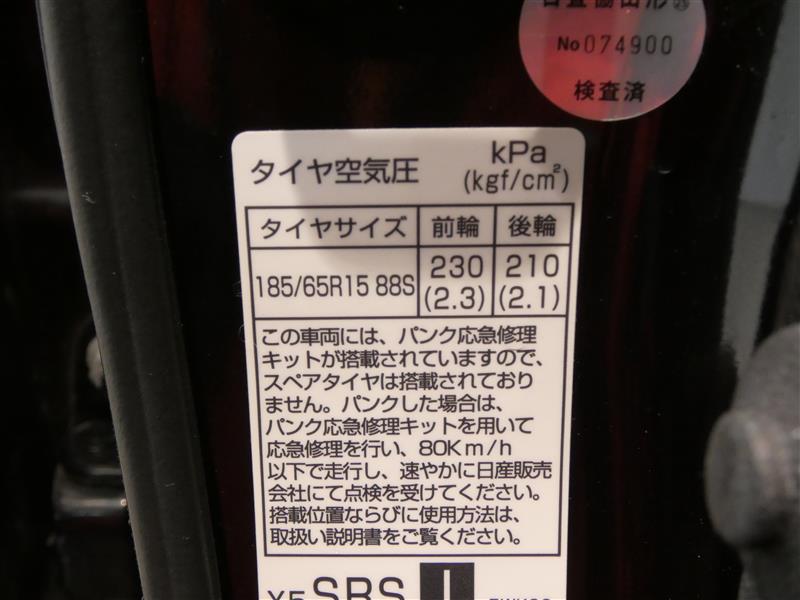 No 074900
検査済
タイヤ空気圧 kPa
(kgf/cm²)
タイヤサイズ 前輪 後輪
185/65R15 88S 230 210
(2.3) (2.1)
この車両には、パンク応急修理
キットが搭載されていますので、
スペアタイヤは搭載されており
ません。パンクした場合は、
パンク応急修理キットを用いて
応急修理を行い、80Km/h
以下で走行し、速やかに日産販売
会社にて点検を受けてください。
搭載位置ならびに使用方法は、
取扱い説明書をご覧ください。
SRS